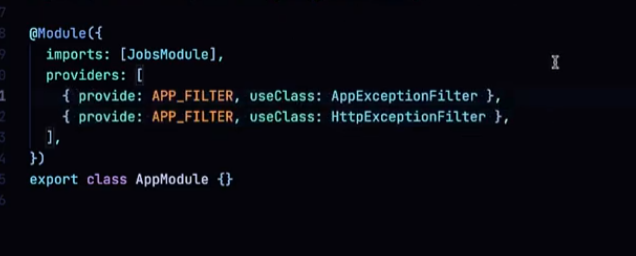 7
8 @Module({
9   imports: [JobsModule],
0   providers: [
1     { provide: APP_FILTER, useClass: AppExceptionFilter },
2     { provide: APP_FILTER, useClass: HttpExceptionFilter },
3   ],
4 })
5 export class AppModule {}
6